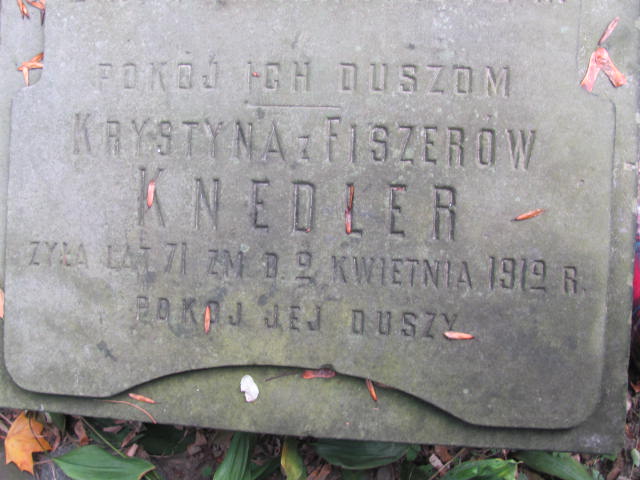 POKÓJ ICH DUSZOM
KRYSTYNA z FISZERÓW
KNEDLER
ŻYŁA LAT 71 ZM D. 2 KWIETNIA 1912 R.
POKÓJ JEJ DUSZY